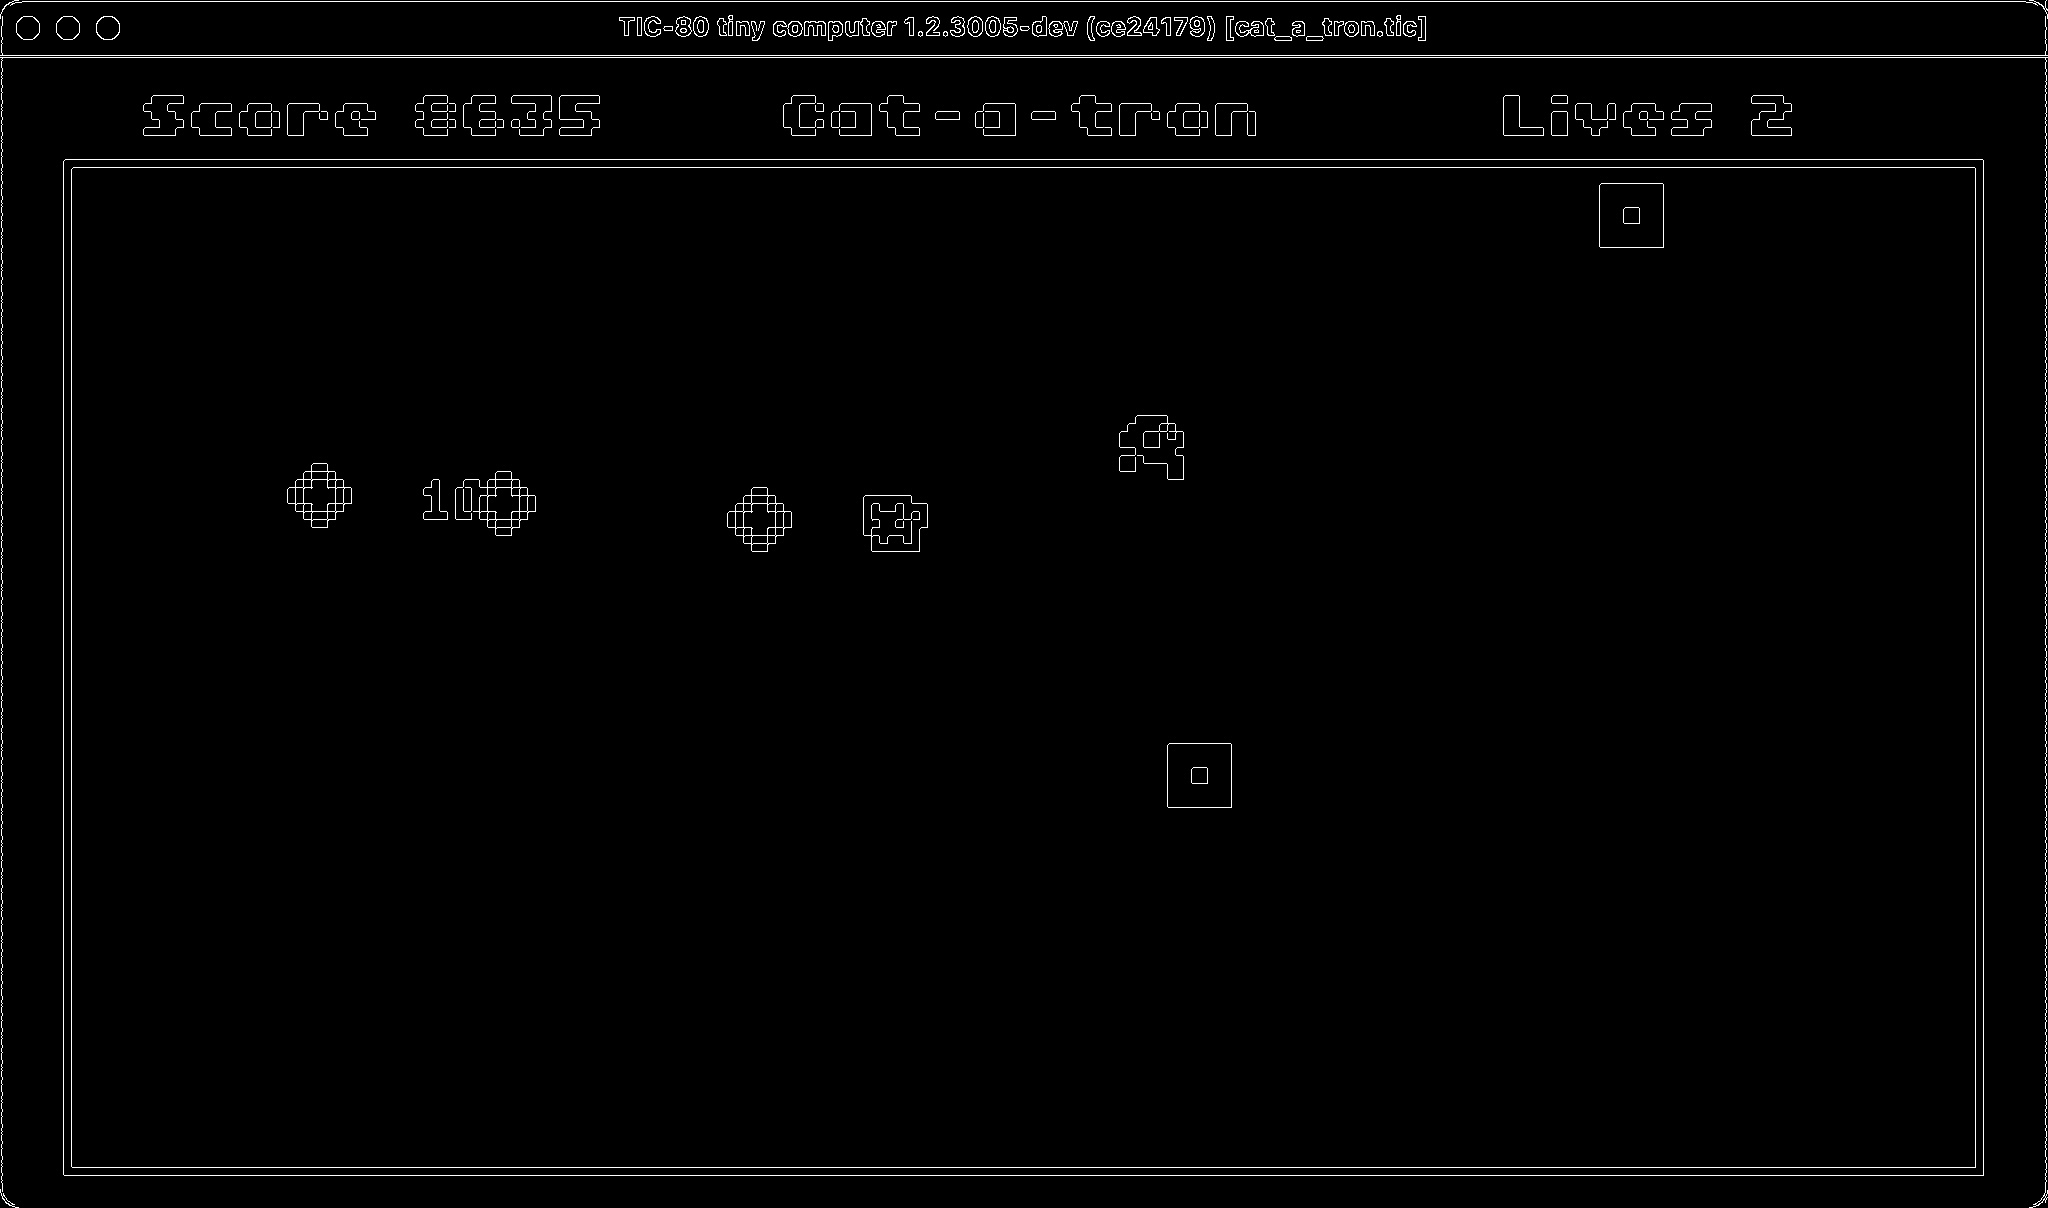 TIC-80 tiny computer 1.2.3005-dev (ce24179) [cat_a_tron.tic]
Score 8635 Cat-a-tron Lives 2
10